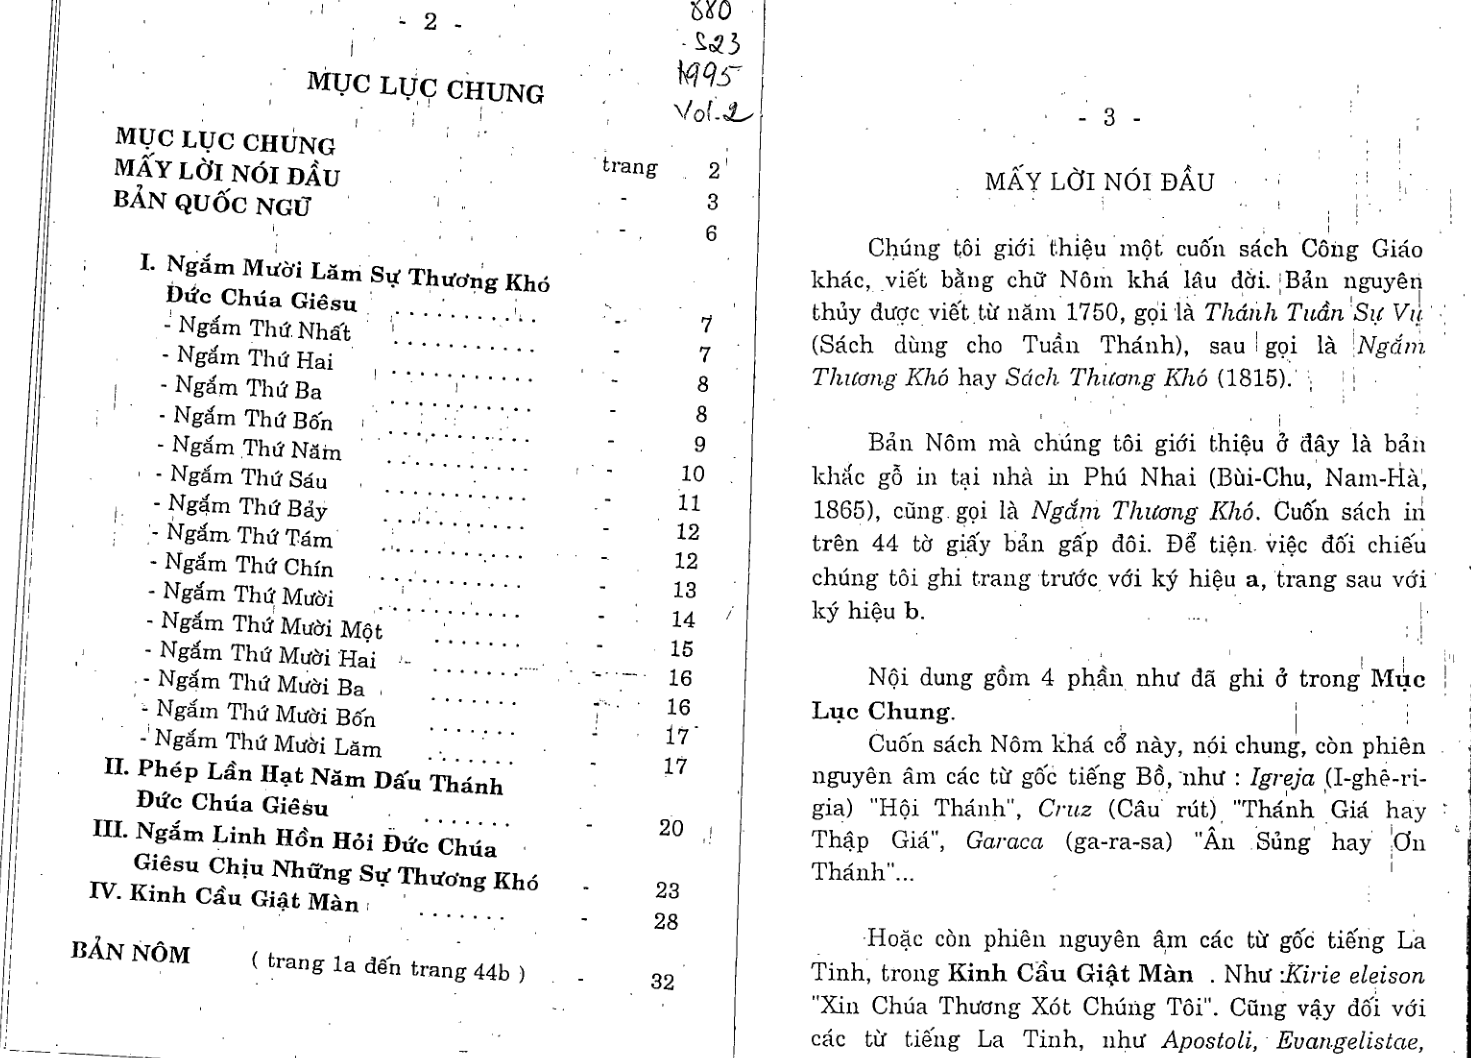 - 2 -
880
.S23
1995
Vol.2
MỤC LỤC CHUNG
MỤC LỤC CHUNG trang 2
MẤY LỜI NÓI ĐẦU - 3
BẢN QUỐC NGỮ - 6
I. Ngắm Mười Lăm Sự Thương Khó
Đức Chúa Giêsu .......... - 7
- Ngắm Thứ Nhất .......... - 7
- Ngắm Thứ Hai .......... - 8
- Ngắm Thứ Ba .......... - 8
- Ngắm Thứ Bốn .......... - 9
- Ngắm Thứ Năm .......... - 10
- Ngắm Thứ Sáu .......... - 11
- Ngắm Thứ Bảy .......... - 12
- Ngắm Thứ Tám .......... - 12
- Ngắm Thứ Chín .......... - 13
- Ngắm Thứ Mười .......... - 14
- Ngắm Thứ Mười Một ....... - 15
- Ngắm Thứ Mười Hai ....... - 16
- Ngắm Thứ Mười Ba ....... - 16
- Ngắm Thứ Mười Bốn ....... - 17
- Ngắm Thứ Mười Lăm ....... - 17
II. Phép Lần Hạt Năm Dấu Thánh
Đức Chúa Giêsu ....... - 20
III. Ngắm Linh Hồn Hỏi Đức Chúa
Giêsu Chịu Những Sự Thương Khó - 23
IV. Kinh Cầu Giật Màn ....... - 28
BẢN NÔM ( trang 1a đến trang 44b ) - 32
- 3 -
MẤY LỜI NÓI ĐẦU
Chúng tôi giới thiệu một cuốn sách Công Giáo
khác, viết bằng chữ Nôm khá lâu đời. Bản nguyên
thủy được viết từ năm 1750, gọi là Thánh Tuần Sự Vụ
(Sách dùng cho Tuần Thánh), sau gọi là Ngắm
Thương Khó hay Sách Thương Khó (1815).
Bản Nôm mà chúng tôi giới thiệu ở đây là bản
khắc gỗ in tại nhà in Phú Nhai (Bùi-Chu, Nam-Hà,
1865), cũng gọi là Ngắm Thương Khó. Cuốn sách in
trên 44 tờ giấy bản gấp đôi. Để tiện việc đối chiếu
chúng tôi ghi trang trước với ký hiệu a, trang sau với
ký hiệu b.
Nội dung gồm 4 phần như đã ghi ở trong Mục
Lục Chung.
Cuốn sách Nôm khá cổ này, nói chung, còn phiên
nguyên âm các từ gốc tiếng Bồ, như : Igreja (I-ghê-ri-
gia) "Hội Thánh", Cruz (Câu rút) "Thánh Giá hay
Thập Giá", Garaca (ga-ra-sa) "Ân Sủng hay Ơn
Thánh"...
Hoặc còn phiên nguyên âm các từ gốc tiếng La
Tinh, trong Kinh Cầu Giật Màn . Như :Kirie eleison
"Xin Chúa Thương Xót Chúng Tôi". Cũng vậy đối với
các từ tiếng La Tinh, như Apostoli, Evangelistae,